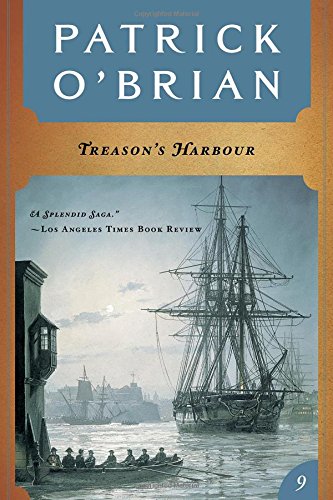 PATRICK
O'BRIAN
TREASON'S HARBOUR
"A SPLENDID SAGA."
~LOS ANGELES TIMES BOOK REVIEW
9